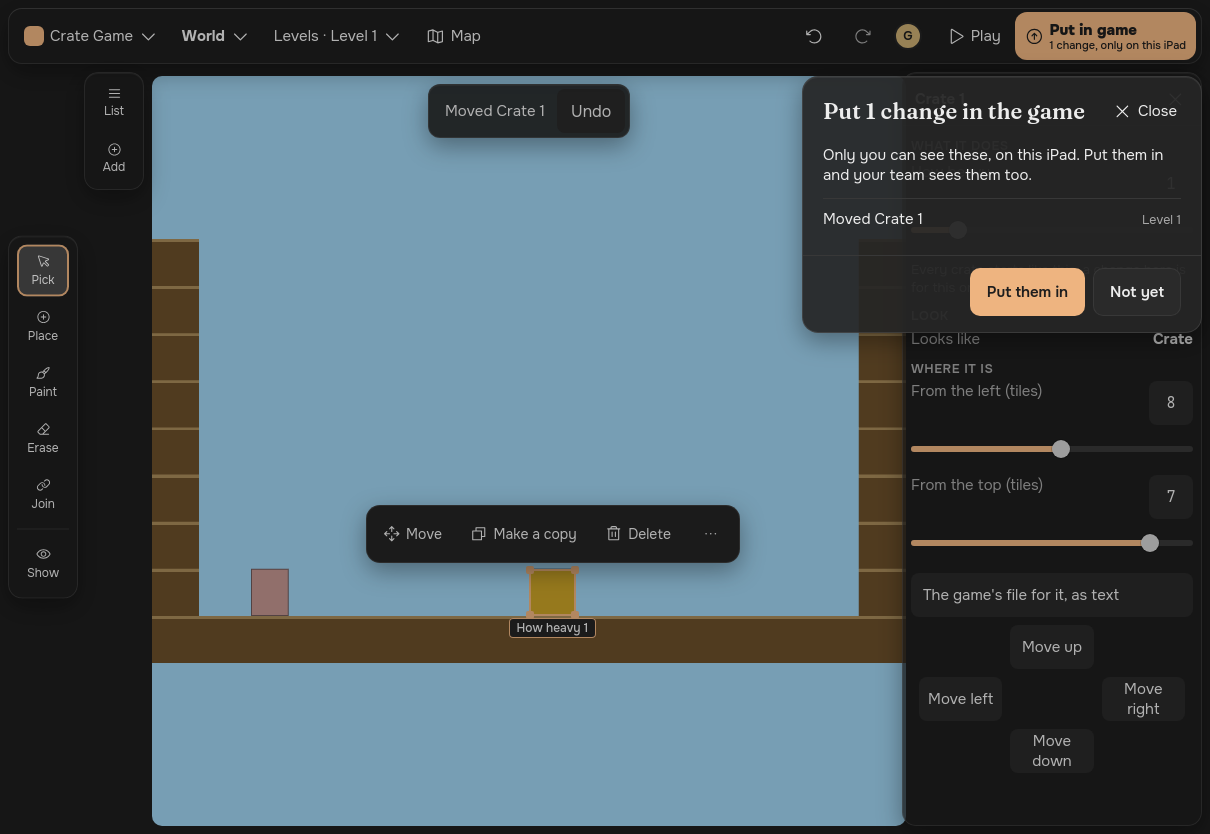 Crate Game
World
Levels · Level 1
Map
G
Play
Put in game
1 change, only on this iPad
List
Add
Moved Crate 1
Undo
Put 1 change in the game
Close
Only you can see these, on this iPad. Put them in
and your team sees them too.
Moved Crate 1
Level 1
Put them in
Not yet
Pick
Place
Paint
Erase
Join
Show
Move
Make a copy
Delete
How heavy 1
Crate 1
1
LOOK
Looks like
Crate
WHERE IT IS
From the left (tiles)
8
From the top (tiles)
7
The game's file for it, as text
Move up
Move left
Move
right
Move
down